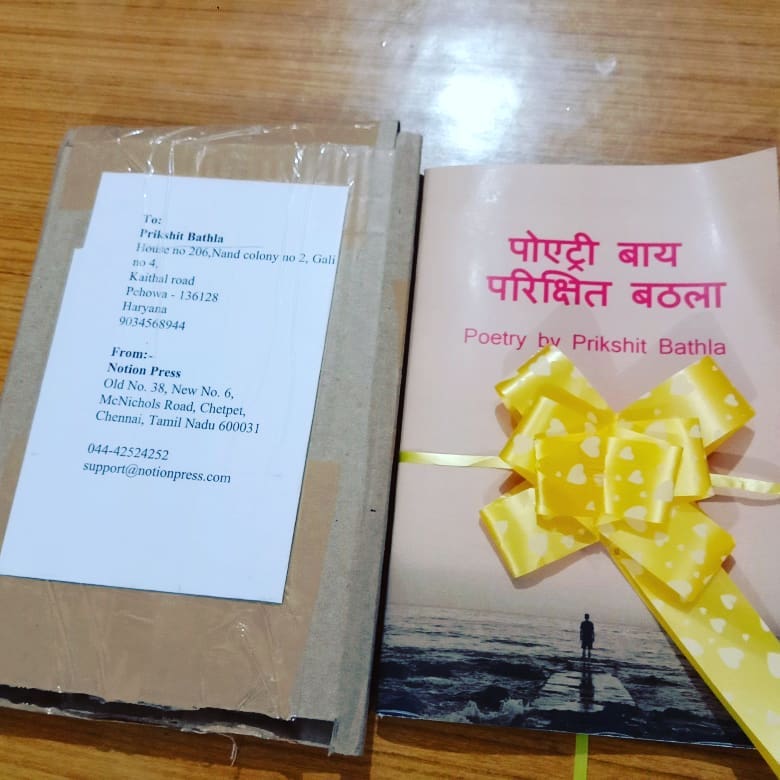 To:
Prikshit Bathla
House no 206,Nand colony no 2, Gali
no 4,
Kaithal road
Pehowa - 136128
Haryana
9034568944
From:-
Notion Press
Old No. 38, New No. 6,
McNichols Road, Chetpet,
Chennai, Tamil Nadu 600031
044-42524252
support@notionpress.com
पोएट्री बाय
परिक्षित बठला
Poetry by Prikshit Bathla